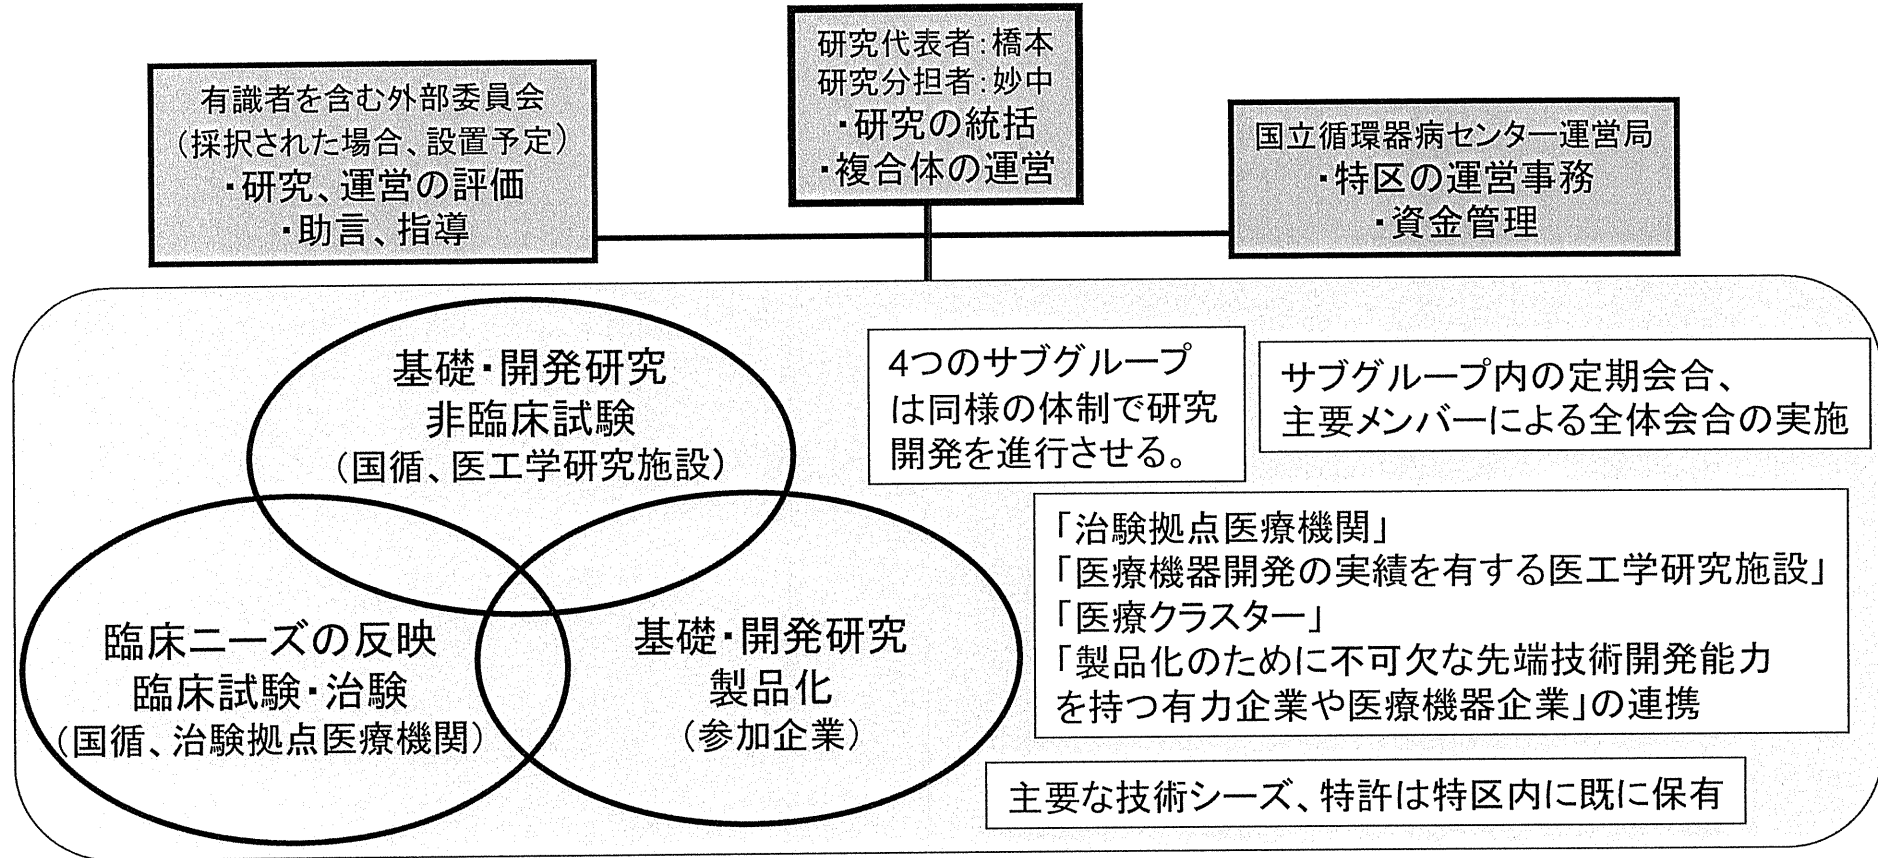 研究代表者:橋本
研究分担者:妙中
・研究の統括
・複合体の運営
有識者を含む外部委員会
(採択された場合、設置予定)
・研究、運営の評価
・助言、指導
国立循環器病センター運営局
・特区の運営事務
・資金管理
基礎・開発研究
非臨床試験
(国循、医工学研究施設)
臨床ニーズの反映
臨床試験・治験
(国循、治験拠点医療機関)
基礎・開発研究
製品化
(参加企業)
4つのサブグループ
は同様の体制で研究
開発を進行させる。
サブグループ内の定期会合、
主要メンバーによる全体会合の実施
「治験拠点医療機関」
「医療機器開発の実績を有する医工学研究施設」
「医療クラスター」
「製品化のために不可欠な先端技術開発能力
を持つ有力企業や医療機器企業」の連携
主要な技術シーズ、特許は特区内に既に保有